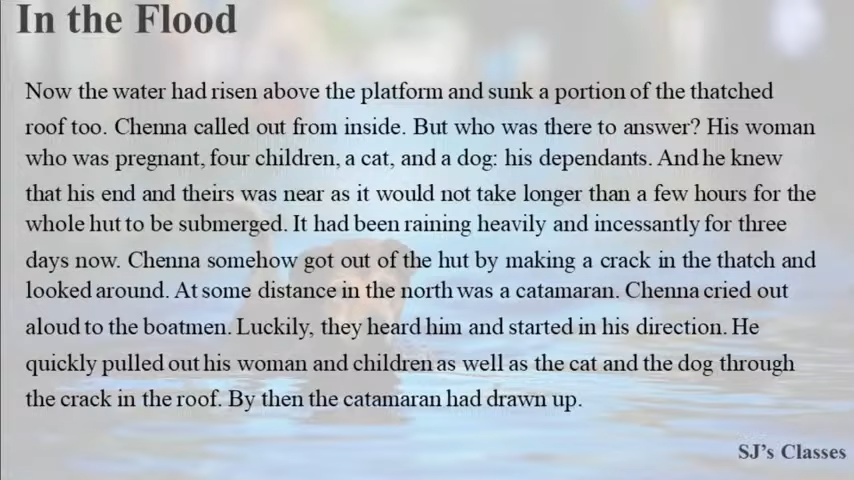 In the Flood
Now the water had risen above the platform and sunk a portion of the thatched
roof too. Chenna called out from inside. But who was there to answer? His woman
who was pregnant, four children, a cat, and a dog: his dependants. And he knew
that his end and theirs was near as it would not take longer than a few hours for the
whole hut to be submerged. It had been raining heavily and incessantly for three
days now. Chenna somehow got out of the hut by making a crack in the thatch and
looked around. At some distance in the north was a catamaran. Chenna cried out
aloud to the boatmen. Luckily, they heard him and started in his direction. He
quickly pulled out his woman and children as well as the cat and the dog through
the crack in the roof. By then the catamaran had drawn up.
SJ's Classes